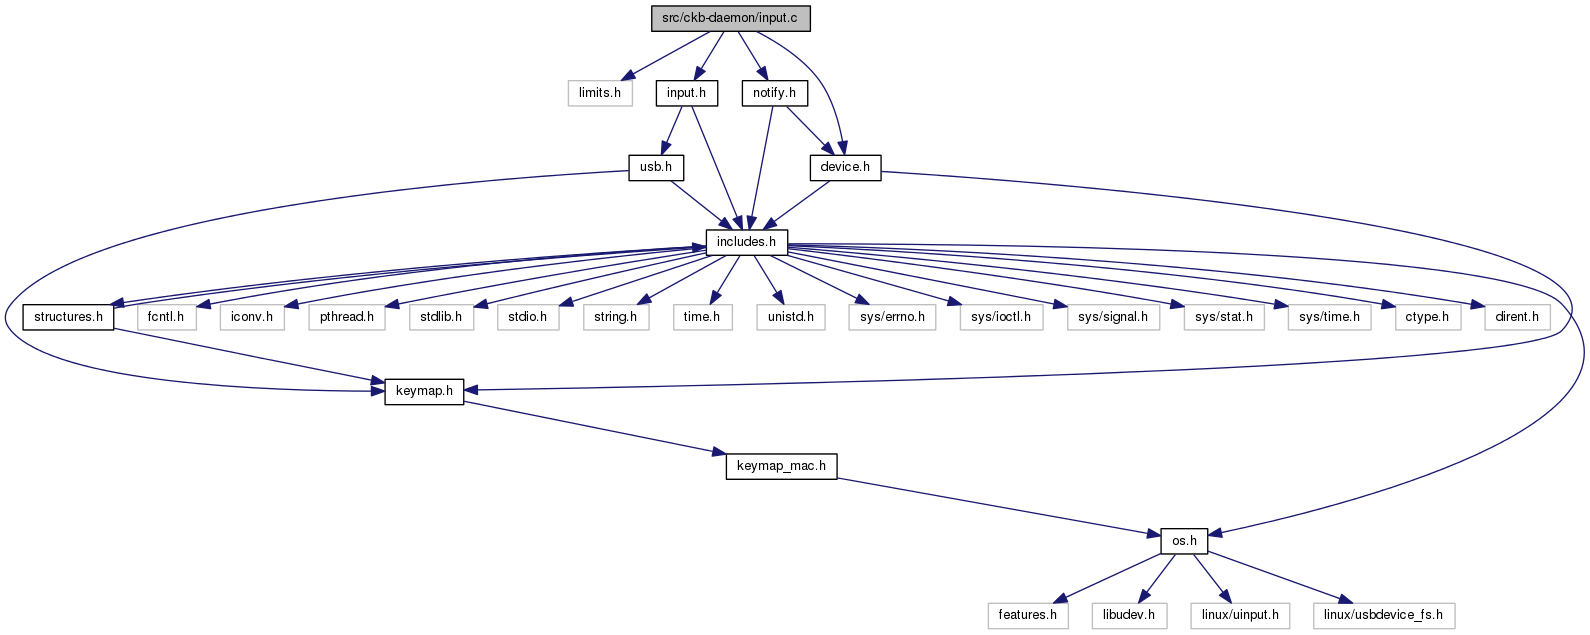 src/ckb-daemon/input.c
limits.h
input.h
notify.h
usb.h
device.h
includes.h
structures.h
fcntl.h
iconv.h
pthread.h
stdlib.h
stdio.h
string.h
time.h
unistd.h
sys/errno.h
sys/ioctl.h
sys/signal.h
sys/stat.h
sys/time.h
ctype.h
dirent.h
keymap.h
keymap_mac.h
os.h
features.h
libudev.h
linux/uinput.h
linux/usbdevice_fs.h